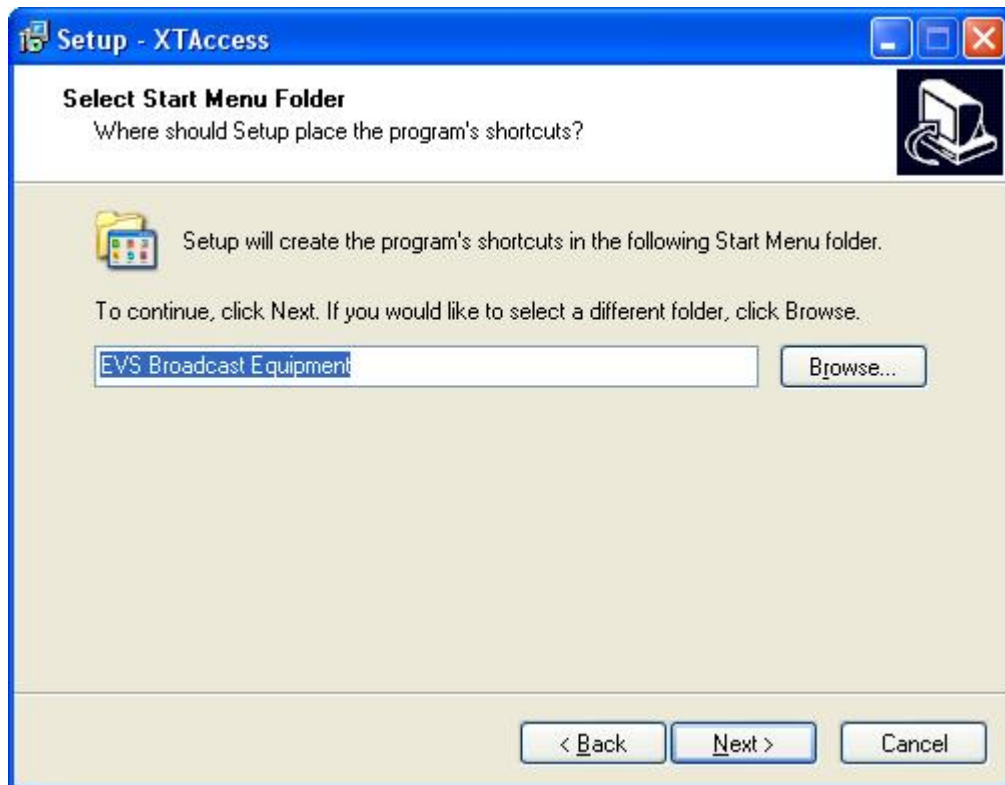 Setup - XTAccess
Select Start Menu Folder
Where should Setup place the program's shortcuts?
Setup will create the program's shortcuts in the following Start Menu folder.
To continue, click Next. If you would like to select a different folder, click Browse.
EVS Broadcast Equipment
Browse...
< Back
Next >
Cancel